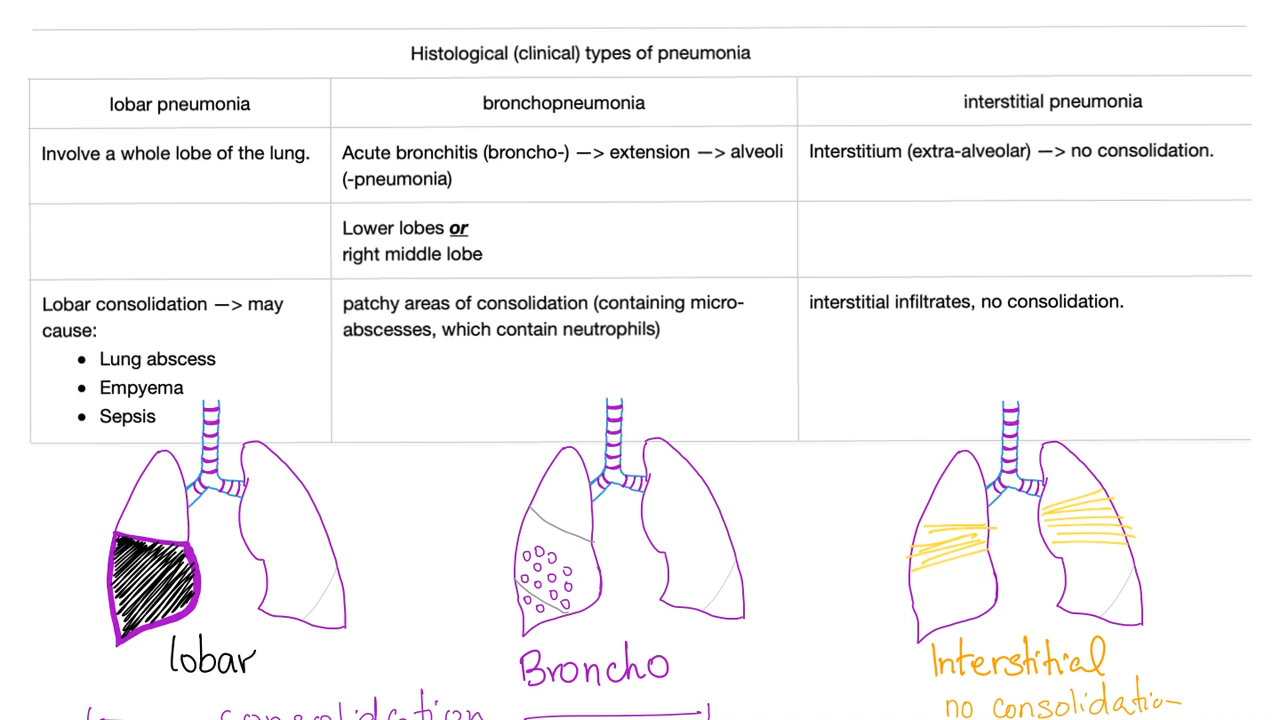 Histological (clinical) types of pneumonia
lobar pneumonia
bronchopneumonia
interstitial pneumonia
Involve a whole lobe of the lung.
Acute bronchitis (broncho-) —> extension —> alveoli
(-pneumonia)
Interstitium (extra-alveolar) —> no consolidation.
Lower lobes or
right middle lobe
Lobar consolidation —> may
cause:
• Lung abscess
• Empyema
• Sepsis
patchy areas of consolidation (containing micro-
abscesses, which contain neutrophils)
interstitial infiltrates, no consolidation.
lobar
Broncho
Interstitial
no consolidation
consolidation